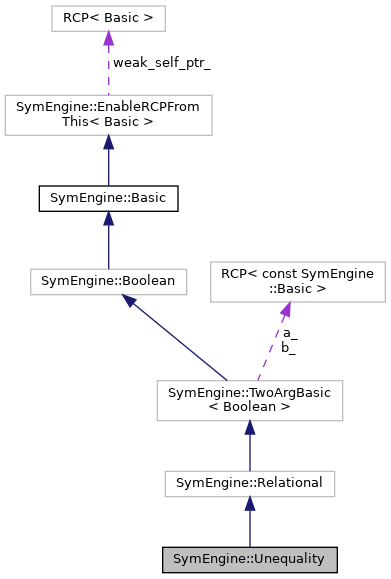 RCP< Basic >
weak_self_ptr_
SymEngine::EnableRCPFrom
This< Basic >
SymEngine::Basic
SymEngine::Boolean
RCP< const SymEngine
::Basic >
a_
b_
SymEngine::TwoArgBasic
< Boolean >
SymEngine::Relational
SymEngine::Unequality